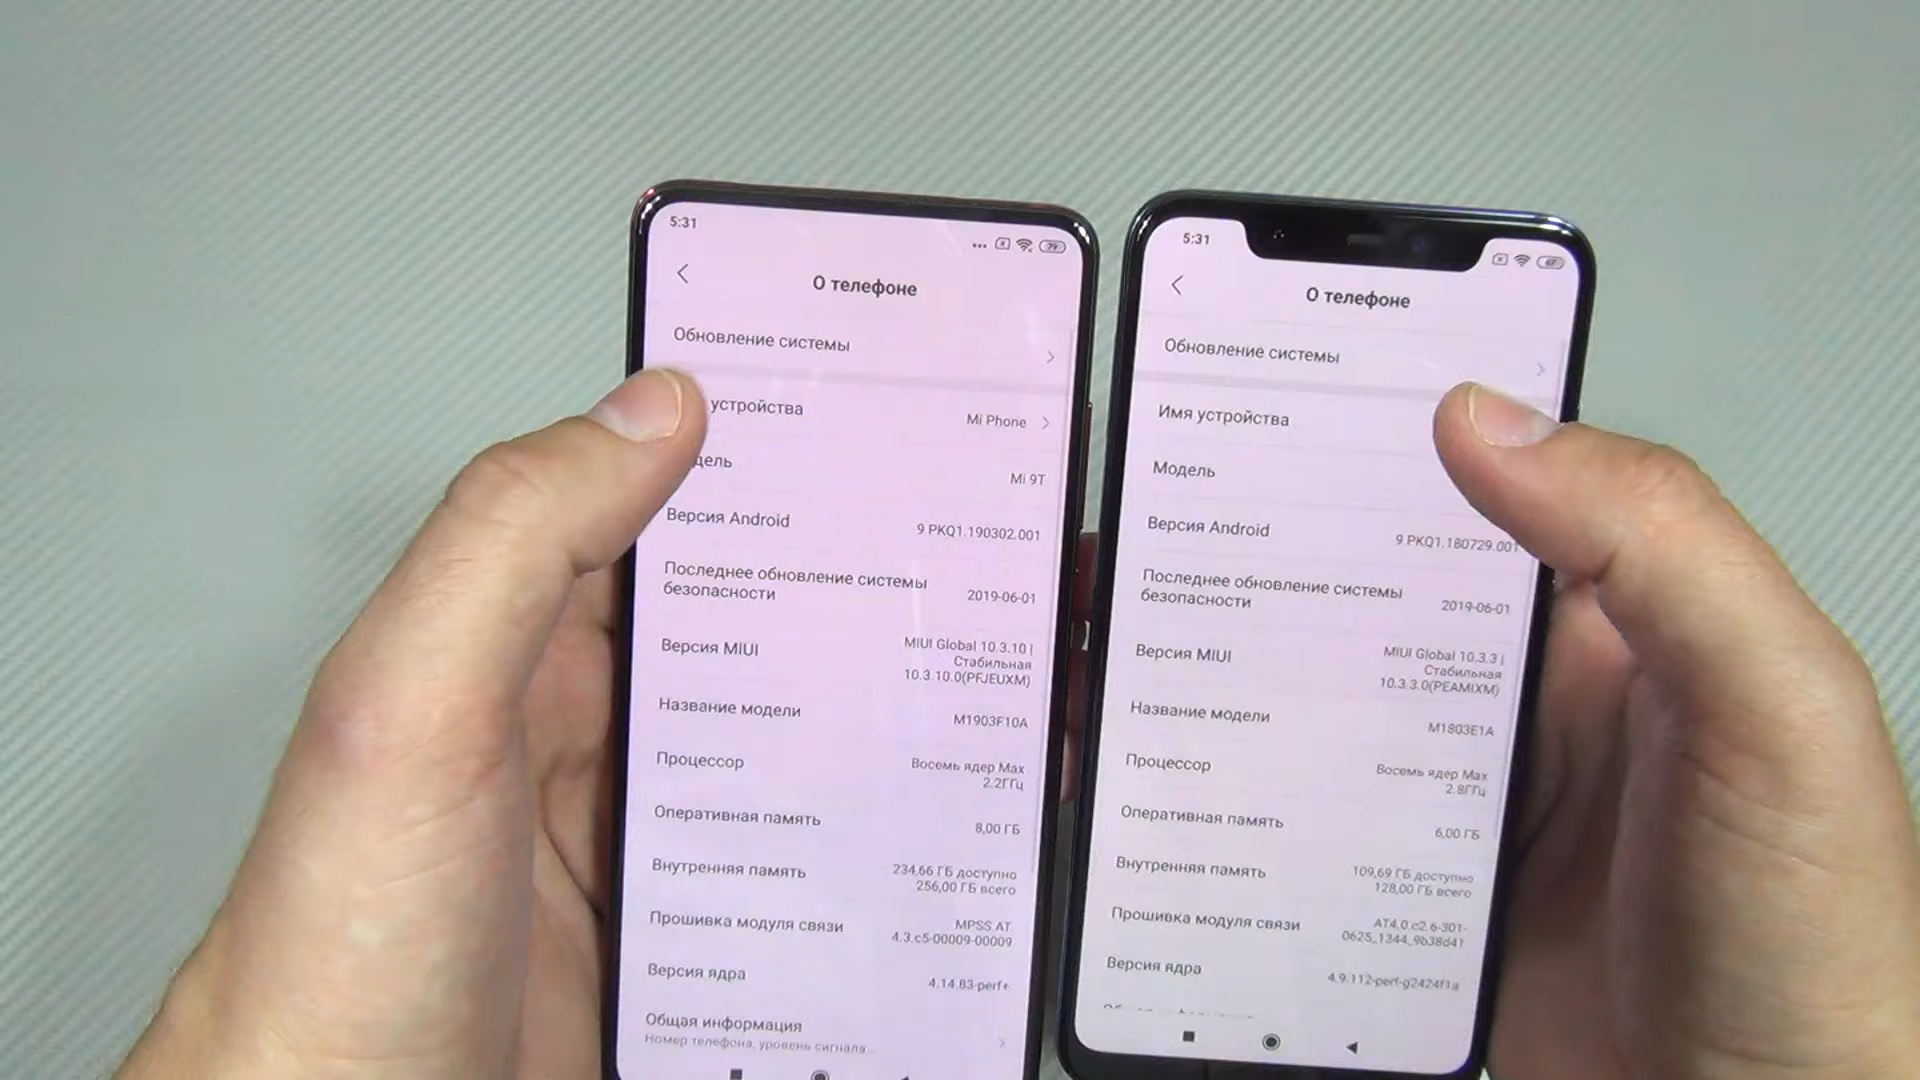 5:31
79
О телефоне
Обновление системы
устройства
Mi Phone
дель
Mi 9T
Версия Android
9 PKQ1.190302.001
Последнее обновление системы
безопасности
2019-06-01
Версия MIUI
MIUI Global 10.3.10 |
Стабильная
10.3.10.0(PFJEUXM)
Название модели
M1903F10A
Процессор
Восемь ядер Max
2.2ГГц
Оперативная память
8,00 ГБ
Внутренняя память
234,66 ГБ доступно
256,00 ГБ всего
Прошивка модуля связи
MPSS.AT
4.3.c5-00009-00009
Версия ядра
4.14.83-perf+
Общая информация
Номер телефона, уровень сигнала...
5:31
О телефоне
Обновление системы
Имя устройства
Модель
Версия Android
9 PKQ1.180729.001
Последнее обновление системы
безопасности
2019-06-01
Версия MIUI
MIUI Global 10.3.3 |
Стабильная
10.3.3.0(PEAMIXM)
Название модели
M1803E1A
Процессор
Восемь ядер Max
2.8ГГц
Оперативная память
6,00 ГБ
Внутренняя память
109,69 ГБ доступно
128,00 ГБ всего
Прошивка модуля связи
AT4.0.c2.6-301-
0625_1344_9b38d41
Версия ядра
4.9.112-perf-g2424f1a